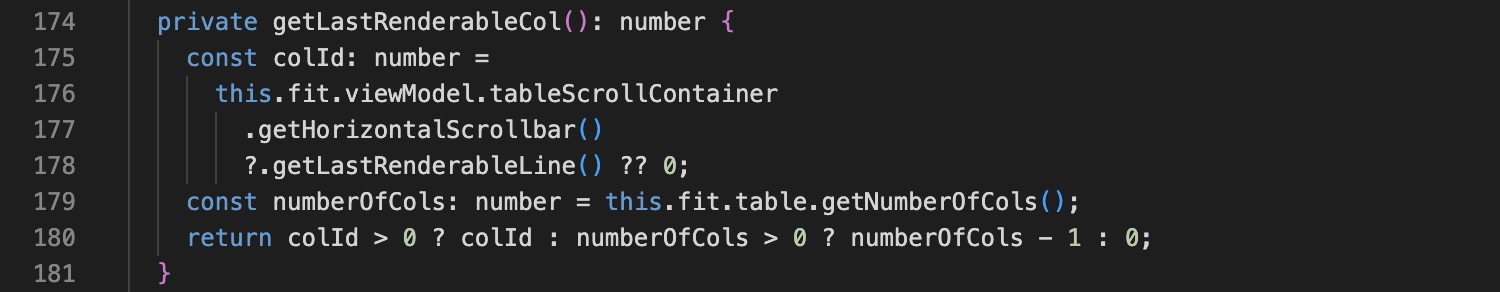 174 private getLastRenderableCol(): number {
175 const colId: number =
176 this.fit.viewModel.tableScrollContainer
177 .getHorizontalScrollbar()
178 ?.getLastRenderableLine() ?? 0;
179 const numberOfCols: number = this.fit.table.getNumberOfCols();
180 return colId > 0 ? colId : numberOfCols > 0 ? numberOfCols - 1 : 0;
181 }